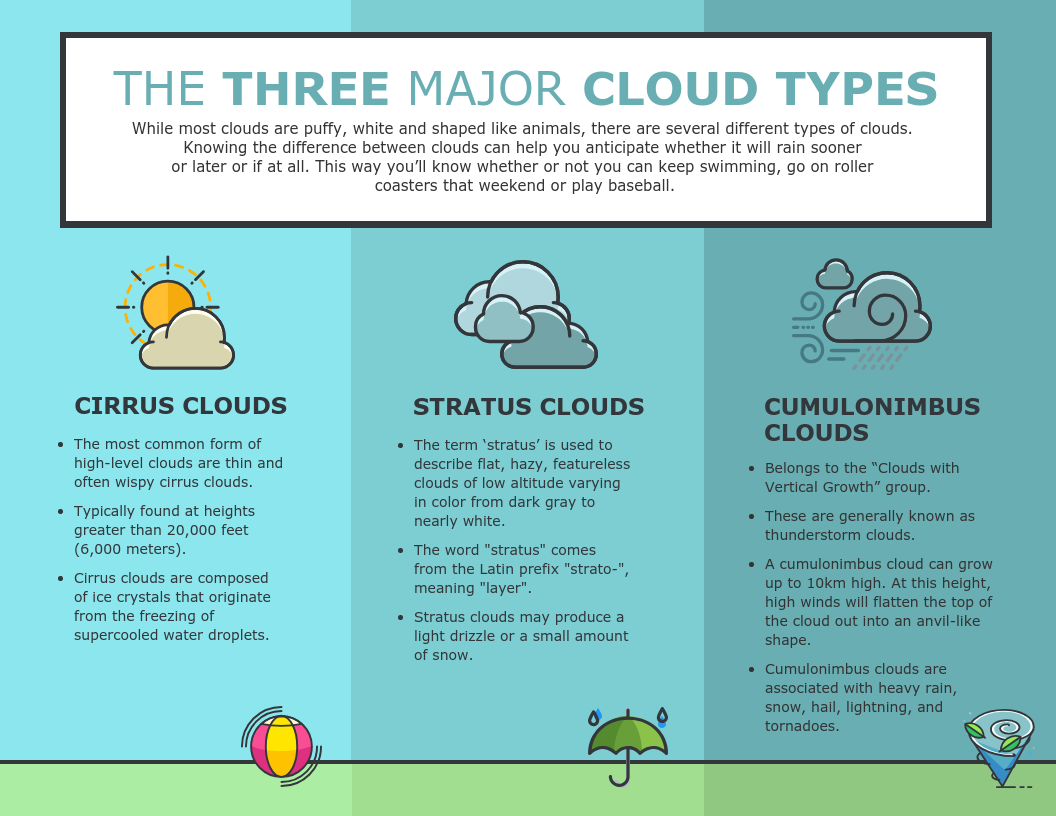 THE THREE MAJOR CLOUD TYPES
While most clouds are puffy, white and shaped like animals, there are several different types of clouds.
Knowing the difference between clouds can help you anticipate whether it will rain sooner
or later or if at all. This way you’ll know whether or not you can keep swimming, go on roller
coasters that weekend or play baseball.
CIRRUS CLOUDS
• The most common form of
high-level clouds are thin and
often wispy cirrus clouds.
• Typically found at heights
greater than 20,000 feet
(6,000 meters).
• Cirrus clouds are composed
of ice crystals that originate
from the freezing of
supercooled water droplets.
STRATUS CLOUDS
• The term ‘stratus’ is used to
describe flat, hazy, featureless
clouds of low altitude varying
in color from dark gray to
nearly white.
• The word "stratus" comes
from the Latin prefix "strato-",
meaning "layer".
• Stratus clouds may produce a
light drizzle or a small amount
of snow.
CUMULONIMBUS
CLOUDS
• Belongs to the “Clouds with
Vertical Growth” group.
• These are generally known as
thunderstorm clouds.
• A cumulonimbus cloud can grow
up to 10km high. At this height,
high winds will flatten the top of
the cloud out into an anvil-like
shape.
• Cumulonimbus clouds are
associated with heavy rain,
snow, hail, lightning, and
tornadoes.